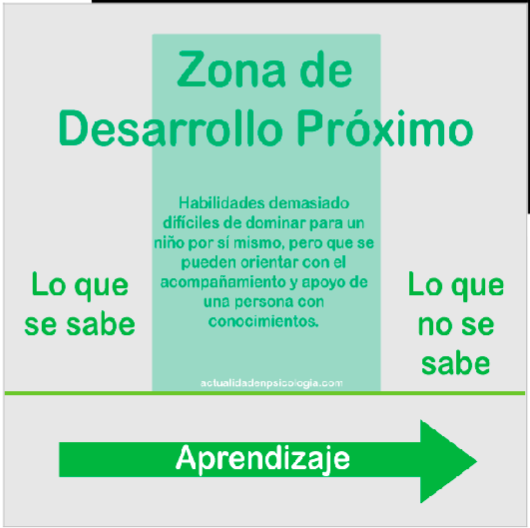 Zona de
Desarrollo Próximo
Habilidades demasiado
difíciles de dominar para un
niño por sí mismo, pero que se
pueden orientar con el
acompañamiento y apoyo de
una persona con
conocimientos.
Lo que
se sabe
Lo que
no se
sabe
actualidadenpsicologia.com
Aprendizaje